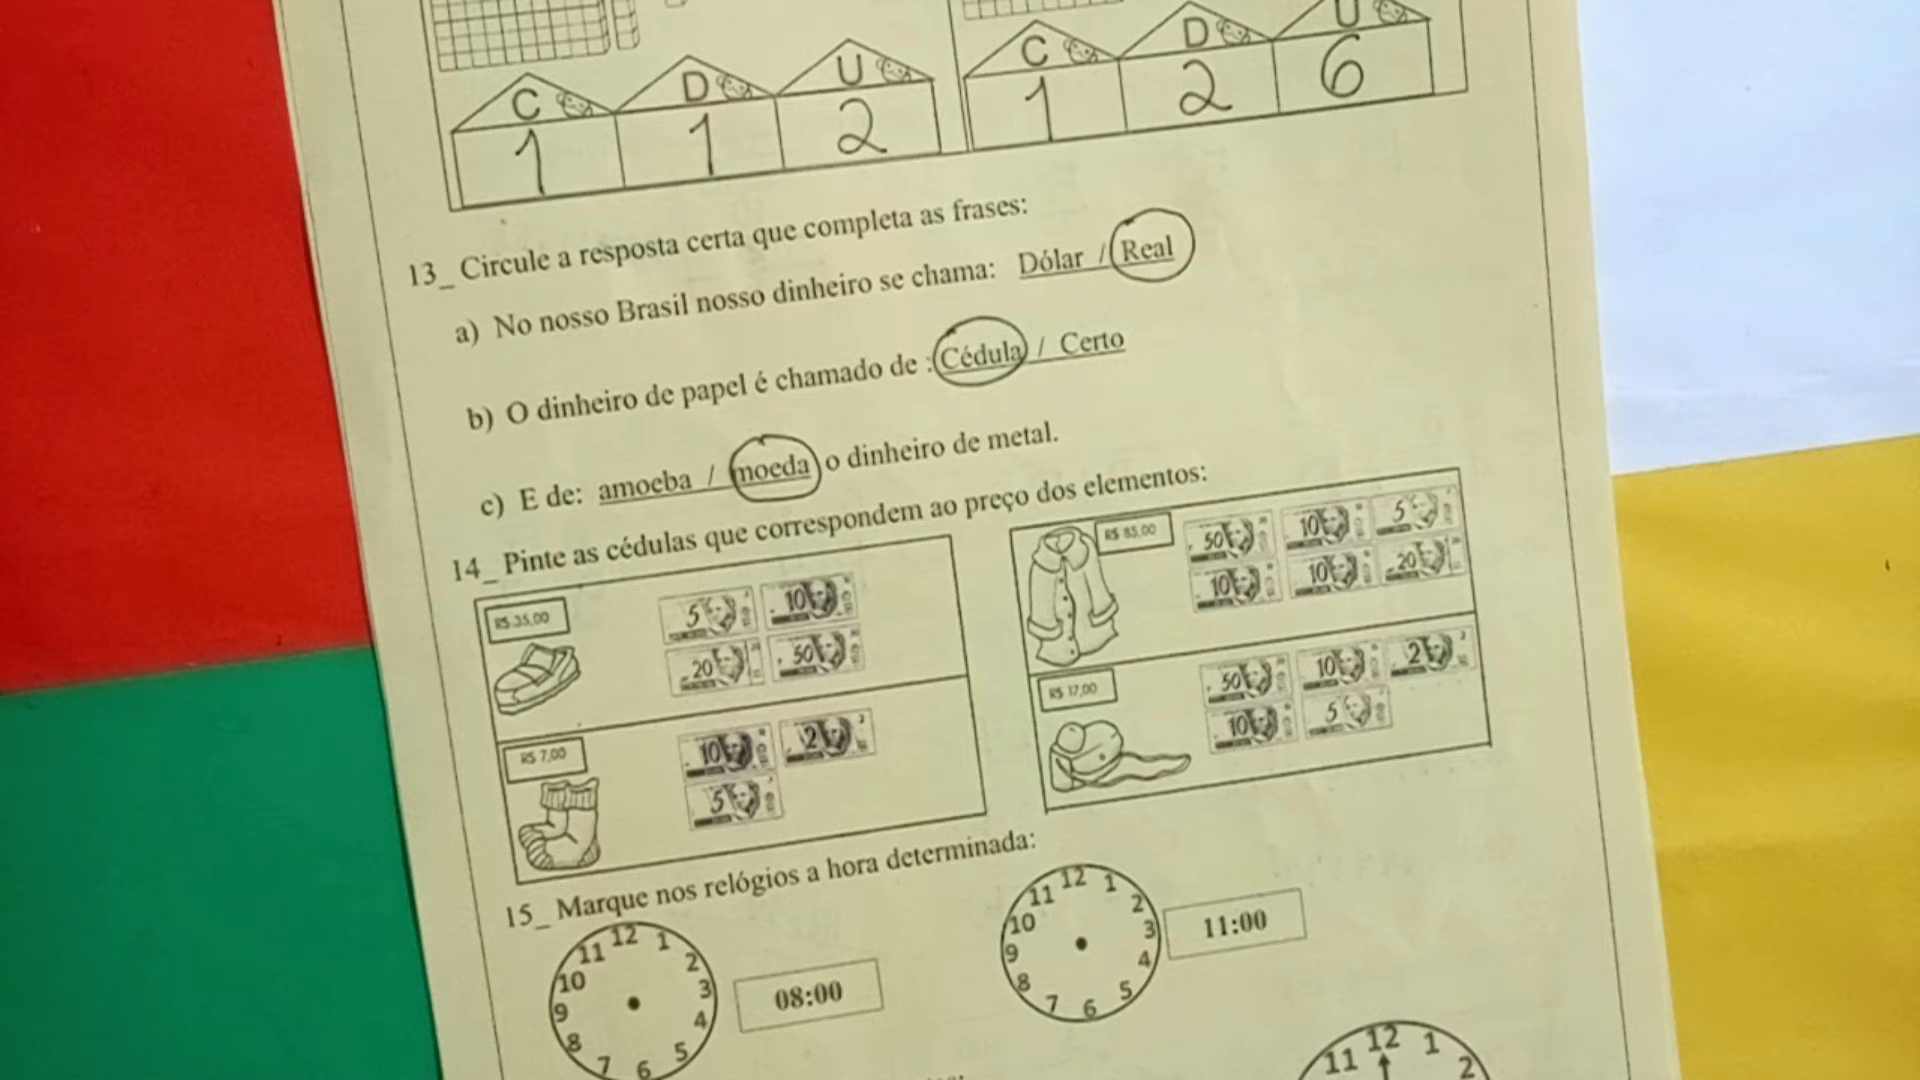 C D U
1 1 2
C D U
1 2 6
13_ Circule a resposta certa que completa as frases:
a) No nosso Brasil nosso dinheiro se chama: Dólar / Real
b) O dinheiro de papel é chamado de : Cédula / Certo
c) E de: amoeba / moeda o dinheiro de metal.
14_ Pinte as cédulas que correspondem ao preço dos elementos:
R$ 35,00
5 10
20 50
R$ 7,00
10 2
5
R$ 85,00
50 10 5
10 10 20
R$ 17,00
50 10 2
10 5
15_ Marque nos relógios a hora determinada:
12 1 2 3 4 5 6 7 8 9 10 11
08:00
12 1 2 3 4 5 6 7 8 9 10 11
11:00
11 12 1 2